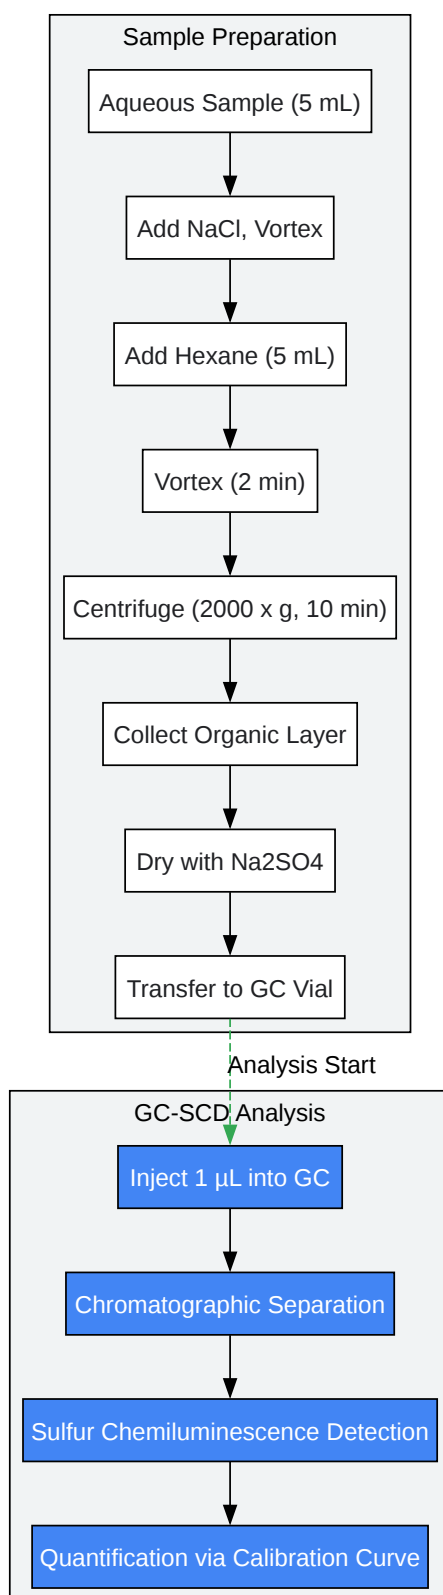 Sample Preparation
Aqueous Sample (5 mL)
Add NaCl, Vortex
Add Hexane (5 mL)
Vortex (2 min)
Centrifuge (2000 x g, 10 min)
Collect Organic Layer
Dry with Na2SO4
Transfer to GC Vial
Analysis Start
GC-SCD Analysis
Inject 1 µL into GC
Chromatographic Separation
Sulfur Chemiluminescence Detection
Quantification via Calibration Curve